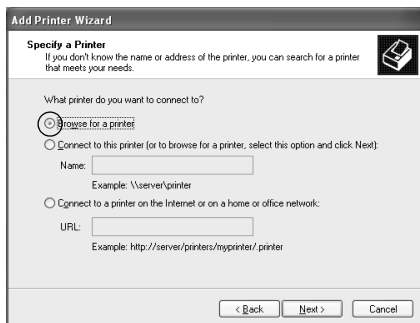 Add Printer Wizard
Specify a Printer
If you don't know the name or address of the printer, you can search for a printer
that meets your needs.
What printer do you want to connect to?
Browse for a printer
Connect to this printer (or to browse for a printer, select this option and click Next):
Name:
Example: \\server\printer
Connect to a printer on the Internet or on a home or office network:
URL:
Example: http://server/printers/myprinter/.printer
< Back Next > Cancel